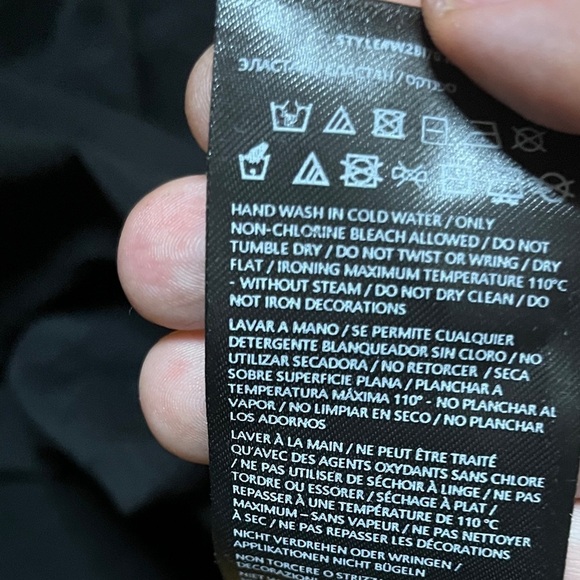 HAND WASH IN COLD WATER / ONLY
NON-CHLORINE BLEACH ALLOWED / DO NOT
TUMBLE DRY / DO NOT TWIST OR WRING / DRY
FLAT / IRONING MAXIMUM TEMPERATURE 110°C
- WITHOUT STEAM / DO NOT DRY CLEAN / DO
NOT IRON DECORATIONS
LAVAR A MANO / SE PERMITE CUALQUIER
DETERGENTE BLANQUEADOR SIN CLORO / NO
UTILIZAR SECADORA / NO RETORCER / SECA
SOBRE SUPERFICIE PLANA / PLANCHAR A
TEMPERATURA MÁXIMA 110° - NO PLANCHAR AL
VAPOR / NO LIMPIAR EN SECO / NO PLANCHAR
LOS ADORNOS
LAVER À LA MAIN / NE PEUT ÊTRE TRAITÉ
QU'AVEC DES AGENTS OXYDANTS SANS CHLORE
/ NE PAS UTILISER DE SÉCHOIR À LINGE / NE PAS
TORDRE OU ESSORER / SÉCHAGE À PLAT /
REPASSER À UNE TEMPÉRATURE DE 110 °C
MAXIMUM – SANS VAPEUR / NE PAS NETTOYER
À SEC / NE PAS REPASSER LES DÉCORATIONS
NICHT VERDREHEN ODER WRINGEN /
APPLIKATIONEN NICHT BÜGELN
NON TORCERE O